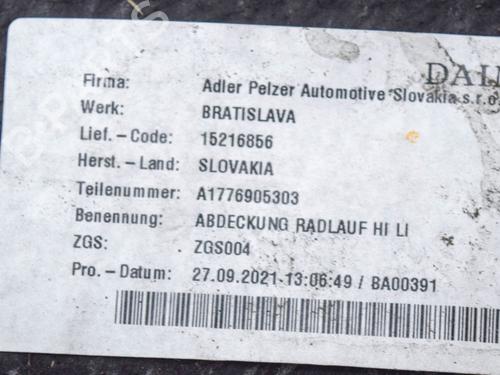 Firma: Adler Pelzer Automotive Slovakia s.r.o.
Werk: BRATISLAVA
Lief.-Code: 15216856
Herst.-Land: SLOVAKIA
Teilenummer: A1776905303
Benennung: ABDECKUNG RADLAUF HI LI
ZGS: ZGS004
Pro.-Datum: 27.09.2021-13:06:49 / BA00391